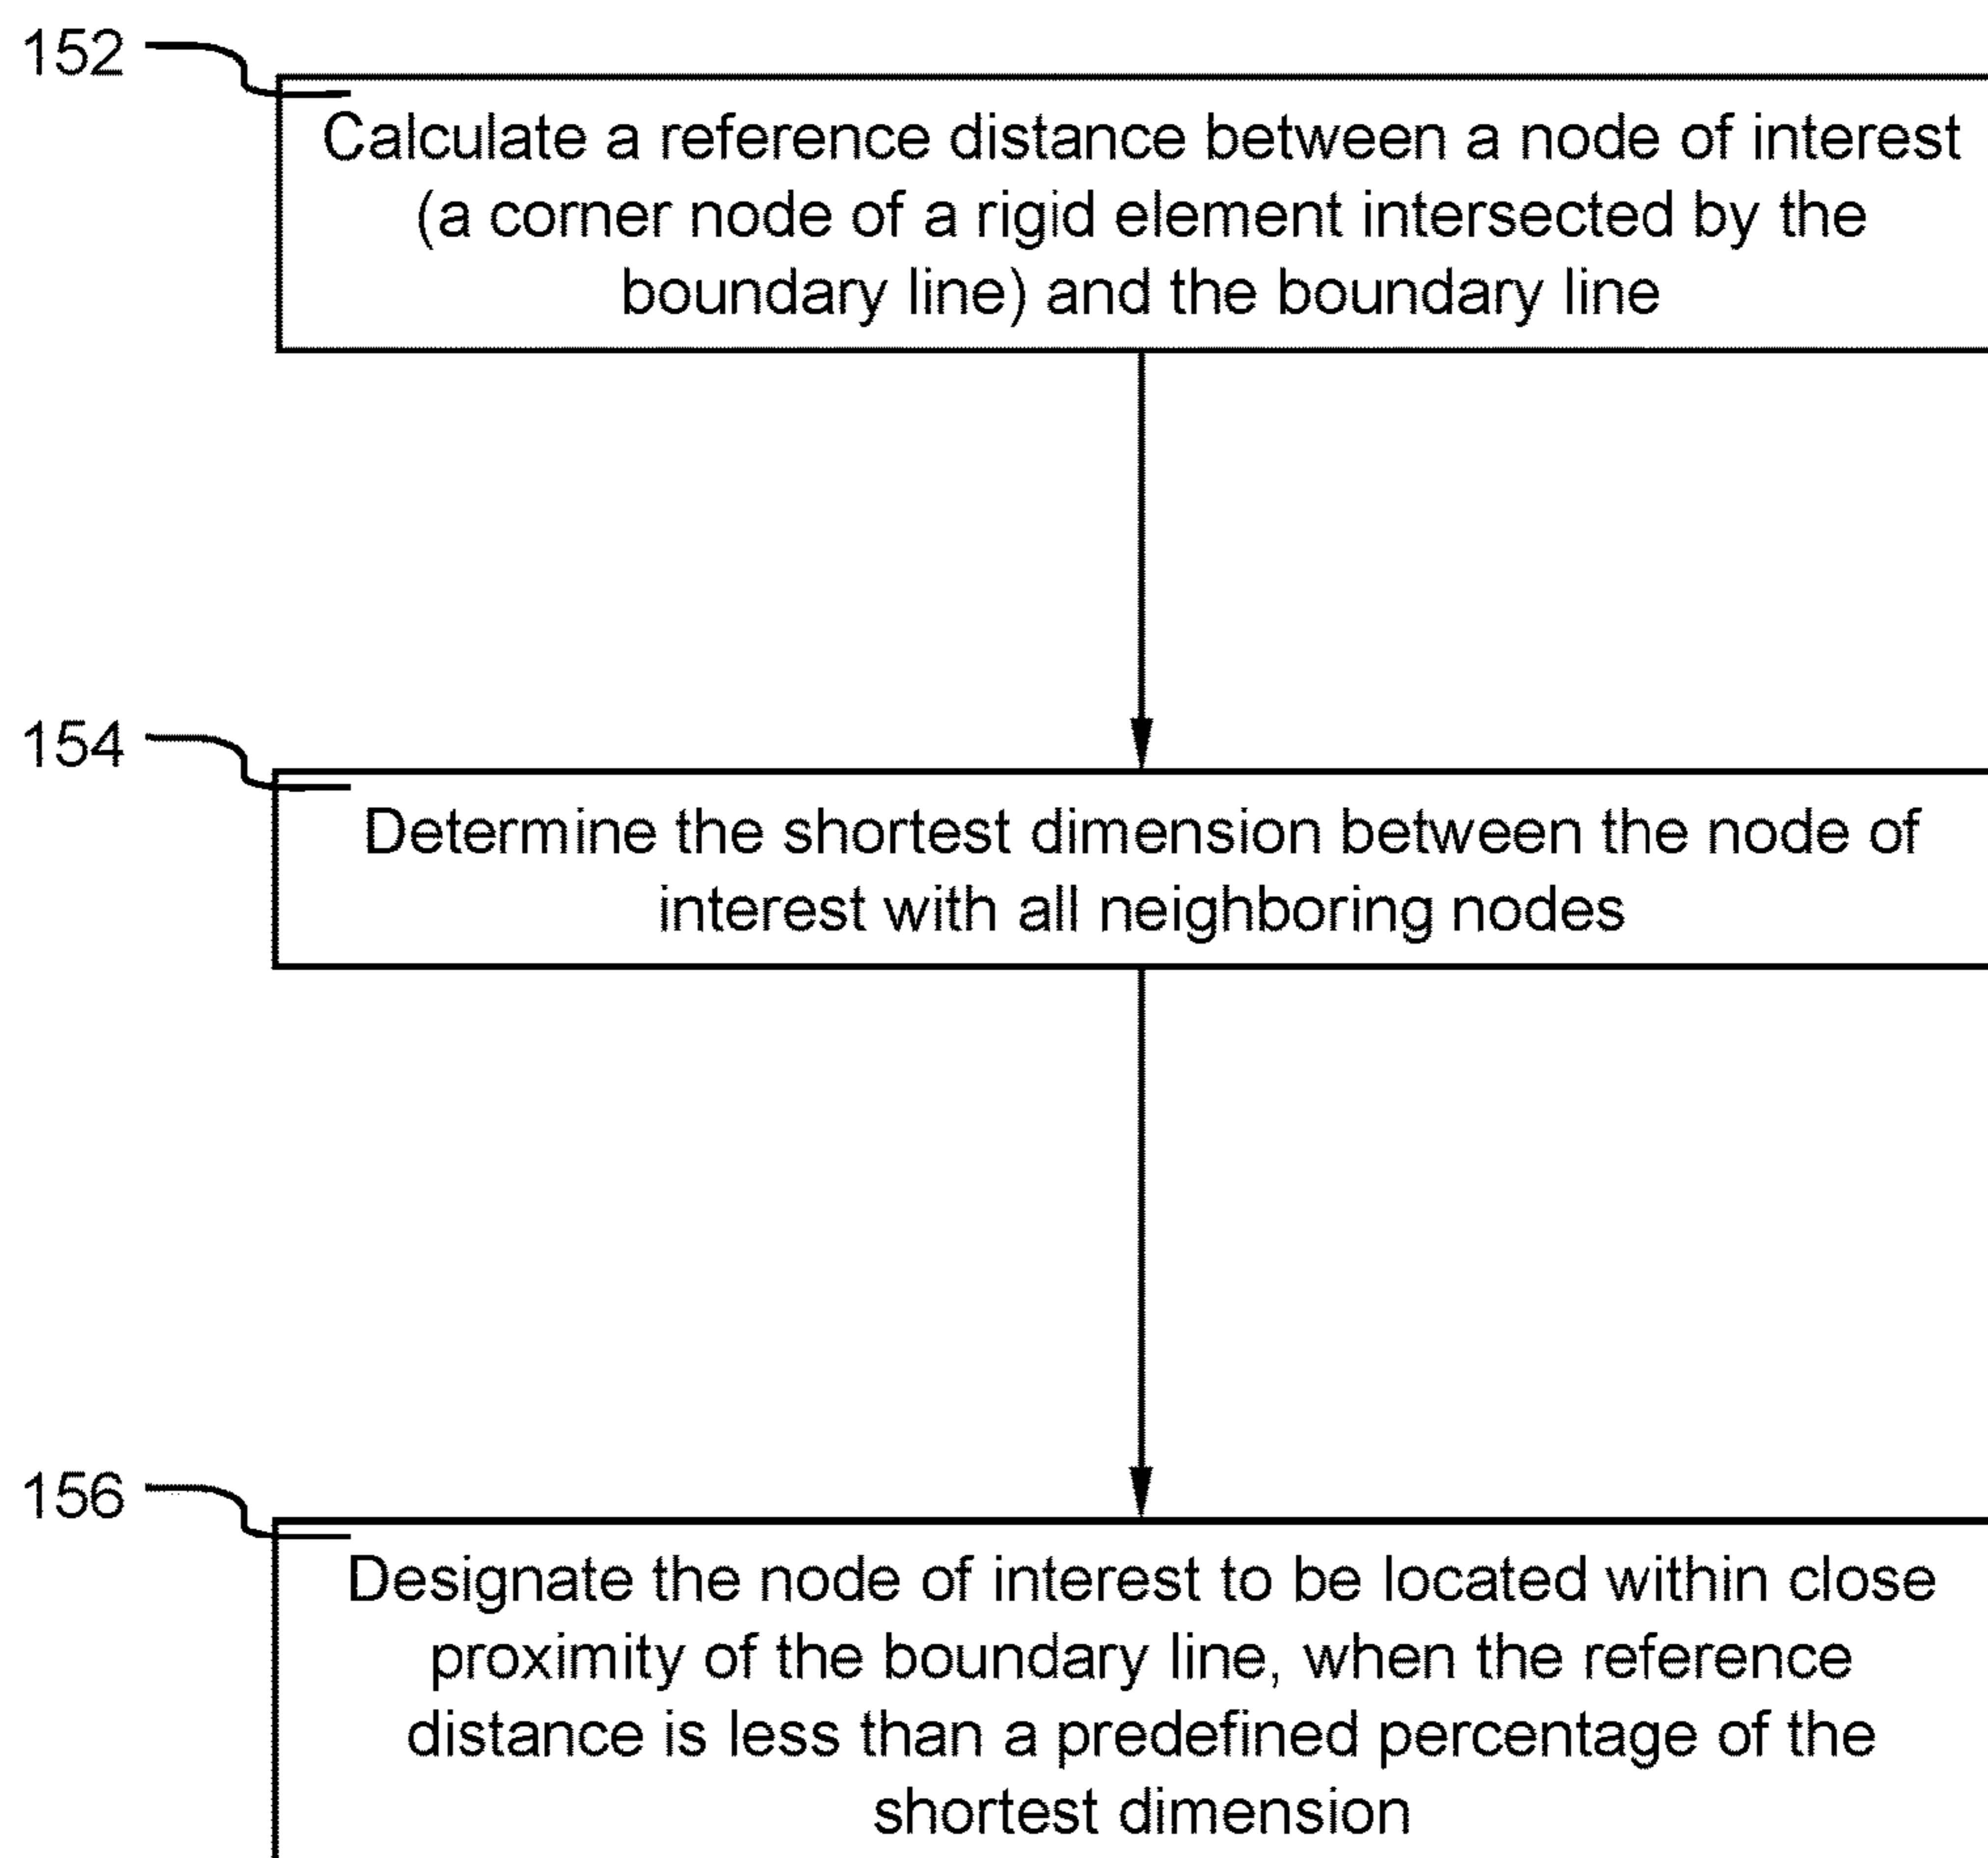 152
Calculate a reference distance between a node of interest
(a corner node of a rigid element intersected by the
boundary line) and the boundary line
154
Determine the shortest dimension between the node of
interest with all neighboring nodes
156
Designate the node of interest to be located within close
proximity of the boundary line, when the reference
distance is less than a predefined percentage of the
shortest dimension